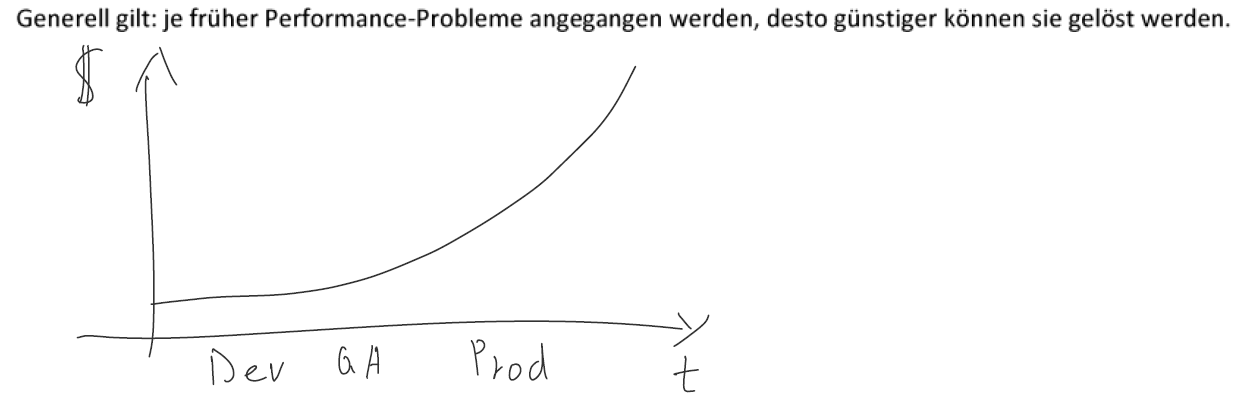 Generell gilt: je früher Performance-Probleme angegangen werden, desto günstiger können sie gelöst werden.
$
Dev QA Prod
t